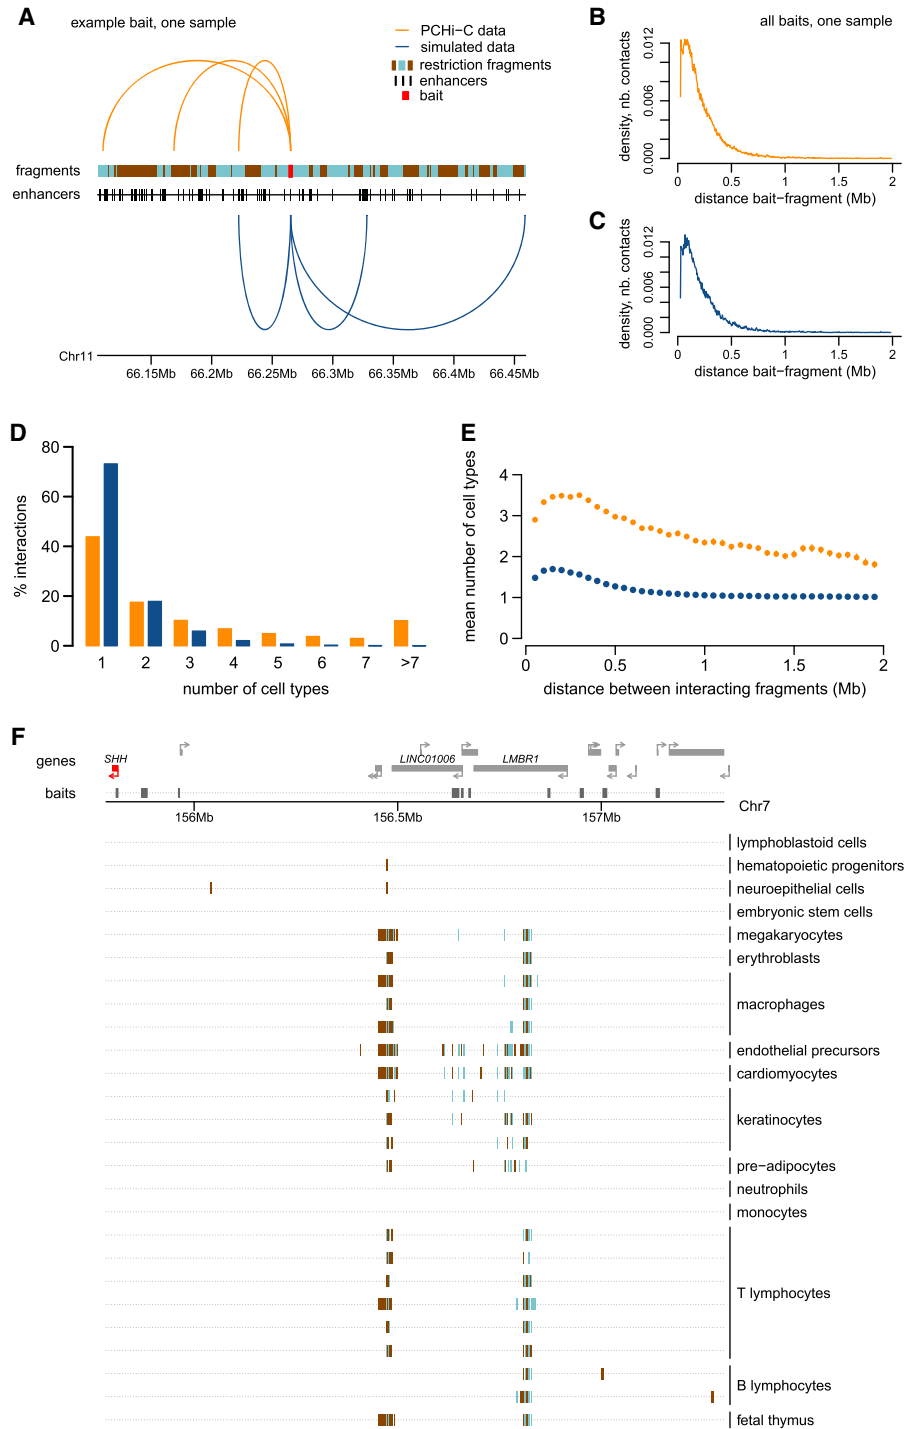 A
example bait, one sample
PCHi−C data
simulated data
restriction fragments
enhancers
bait
fragments
enhancers
Chr11
66.15Mb 66.2Mb 66.25Mb 66.3Mb 66.35Mb 66.4Mb 66.45Mb
B
all baits, one sample
density, nb. contacts
0.000 0.006 0.012
0 0.5 1 1.5 2
distance bait−fragment (Mb)
C
density, nb. contacts
0.000 0.006 0.012
0 0.5 1 1.5 2
distance bait−fragment (Mb)
D
% interactions
80
60
40
20
0
1 2 3 4 5 6 7 >7
number of cell types
E
mean number of cell types
4
3
2
1
0
0 0.5 1 1.5 2
distance between interacting fragments (Mb)
F
genes
SHH LINC01006 LMBR1
baits
Chr7
156Mb 156.5Mb 157Mb
lymphoblastoid cells
hematopoietic progenitors
neuroepithelial cells
embryonic stem cells
megakaryocytes
erythroblasts
macrophages
endothelial precursors
cardiomyocytes
keratinocytes
pre−adipocytes
neutrophils
monocytes
T lymphocytes
B lymphocytes
fetal thymus